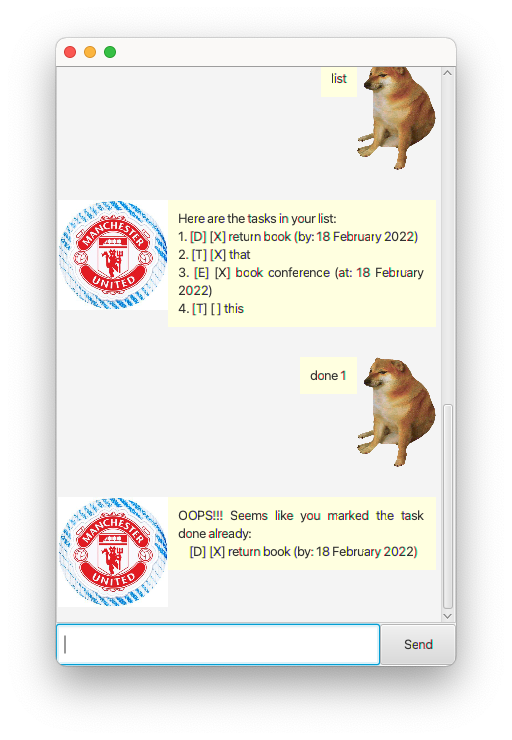 list
MANCHESTER
UNITED
Here are the tasks in your list:
1. [D] [X] return book (by: 18 February 2022)
2. [T] [X] that
3. [E] [X] book conference (at: 18 February
2022)
4. [T] [ ] this
done 1
MANCHESTER
UNITED
OOPS!!! Seems like you marked the task
done already:
[D] [X] return book (by: 18 February 2022)
Send